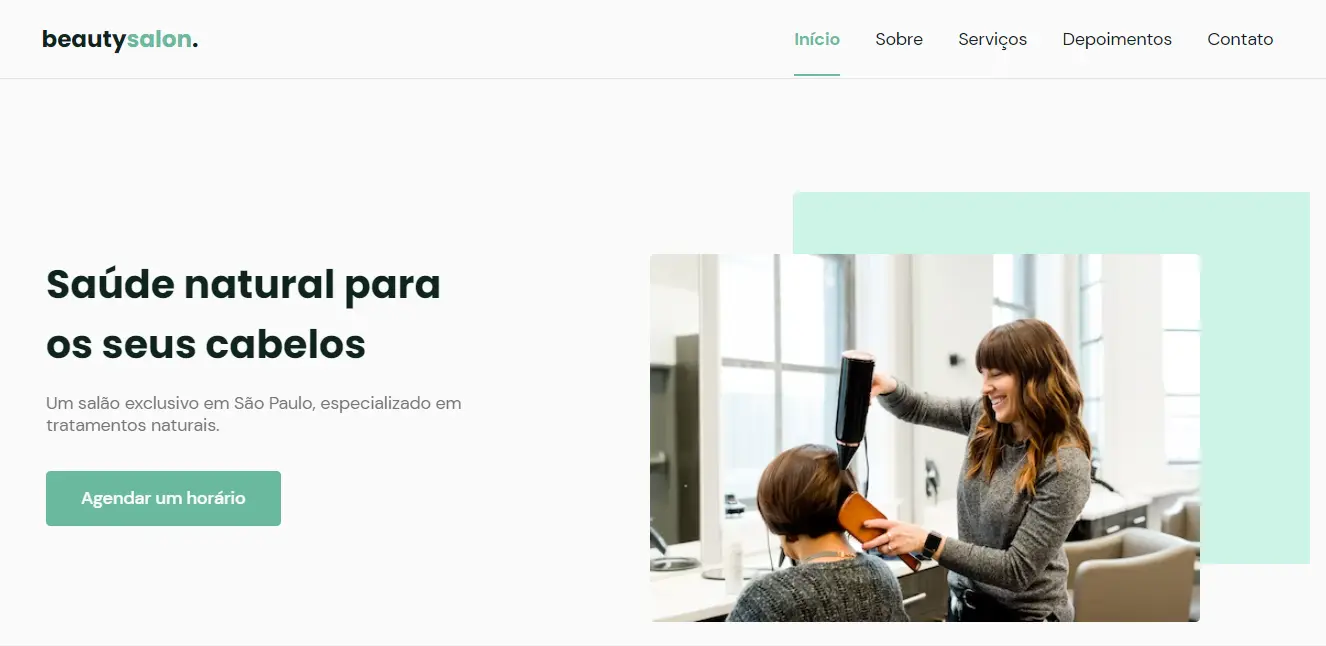 beautysalon.
Início Sobre Serviços Depoimentos Contato
Saúde natural para
os seus cabelos
Um salão exclusivo em São Paulo, especializado em
tratamentos naturais.
Agendar um horário